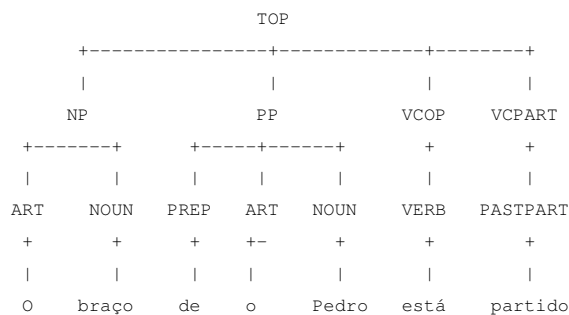 TOP
+----------------+-------------+--------+
| | | |
NP PP VCOP VCPART
+-------+ +-----+------+ + +
| | | | | | |
ART NOUN PREP ART NOUN VERB PASTPART
+ + + +- + + +
| | | | | | |
O braço de o Pedro está partido